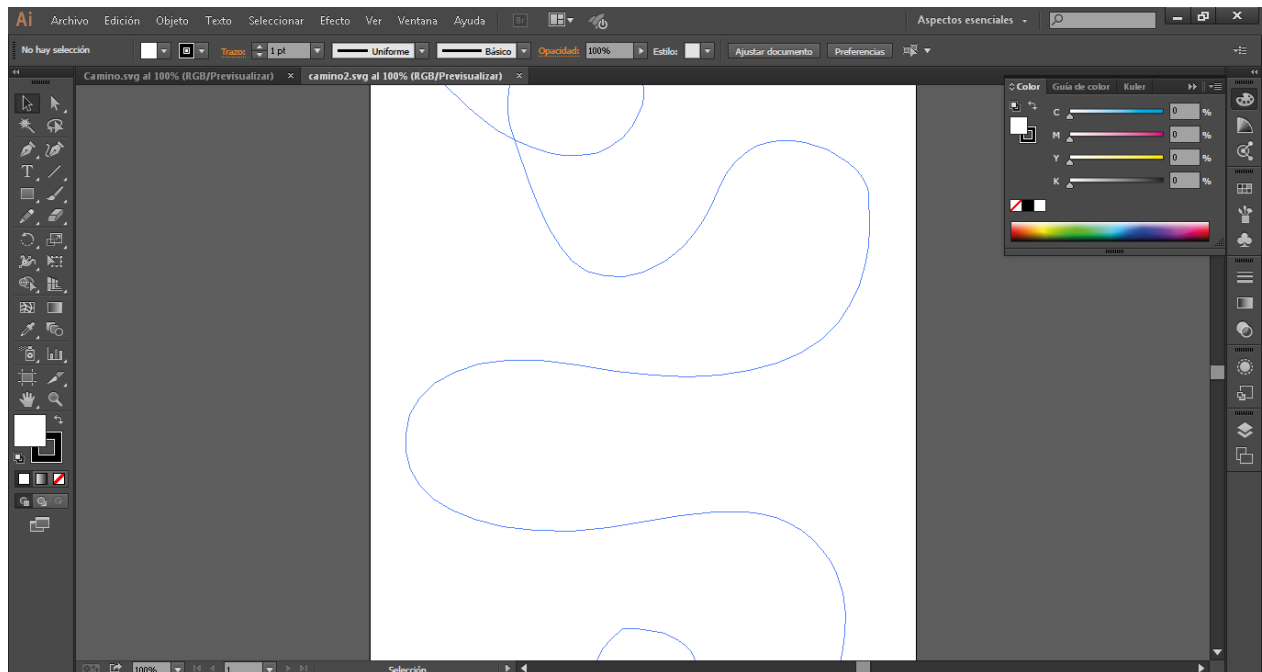 Ai Archivo Edición Objeto Texto Seleccionar Efecto Ver Ventana Ayuda Br Aspectos esenciales
No hay selección Trazo: 1 pt Uniforme Básico Opacidad: 100% Estilo: Ajustar documento Preferencias
Camino.svg al 100% (RGB/Previsualizar) × camino2.svg al 100% (RGB/Previsualizar) ×
Color Guía de color Kuler
C 0 %
M 0 %
Y 0 %
K 0 %
100% 1 Selección